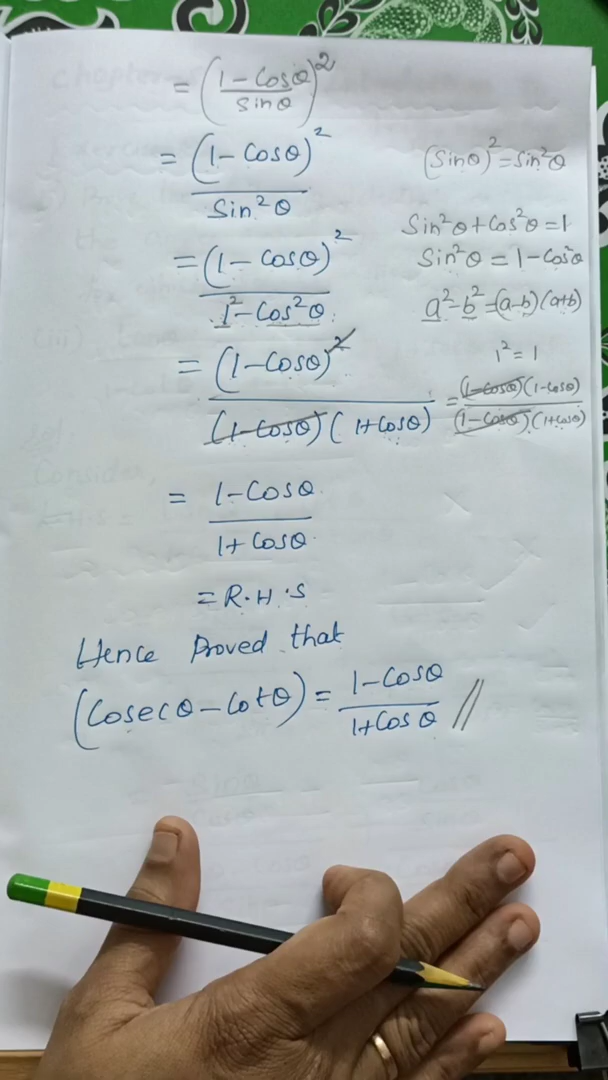 = (1 - Cosθ / Sinθ)²
= (1 - Cosθ)² / Sin²θ
(Sinθ)² = Sin²θ
Sin²θ + Cos²θ = 1
= (1 - Cosθ)² / 1² - Cos²θ
Sin²θ = 1 - Cos²θ
a² - b² = (a-b) (a+b)
1² = 1
= (1 - Cosθ)² / (1 - Cosθ) (1 + Cosθ)
= (1-Cosθ) (1-Cosθ) / (1-Cosθ) (1+Cosθ)
= 1 - Cosθ / 1 + Cosθ
= R.H.S
Hence Proved that
(Cosecθ - Cotθ) = 1 - Cosθ / 1 + Cosθ //